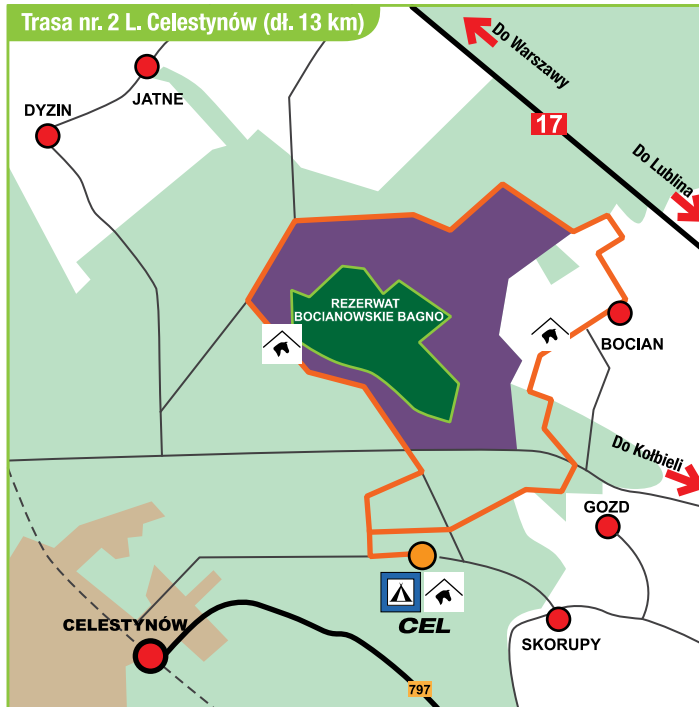 Trasa nr. 2 L. Celestynów (dł. 13 km)
Do Warszawy
JATNE
DYZIN
17
Do Lublina
REZERWAT
BOCIANOWSKIE BAGNO
BOCIAN
Do Kołbieli
GOZD
CELESTYNÓW
CEL
SKORUPY
797